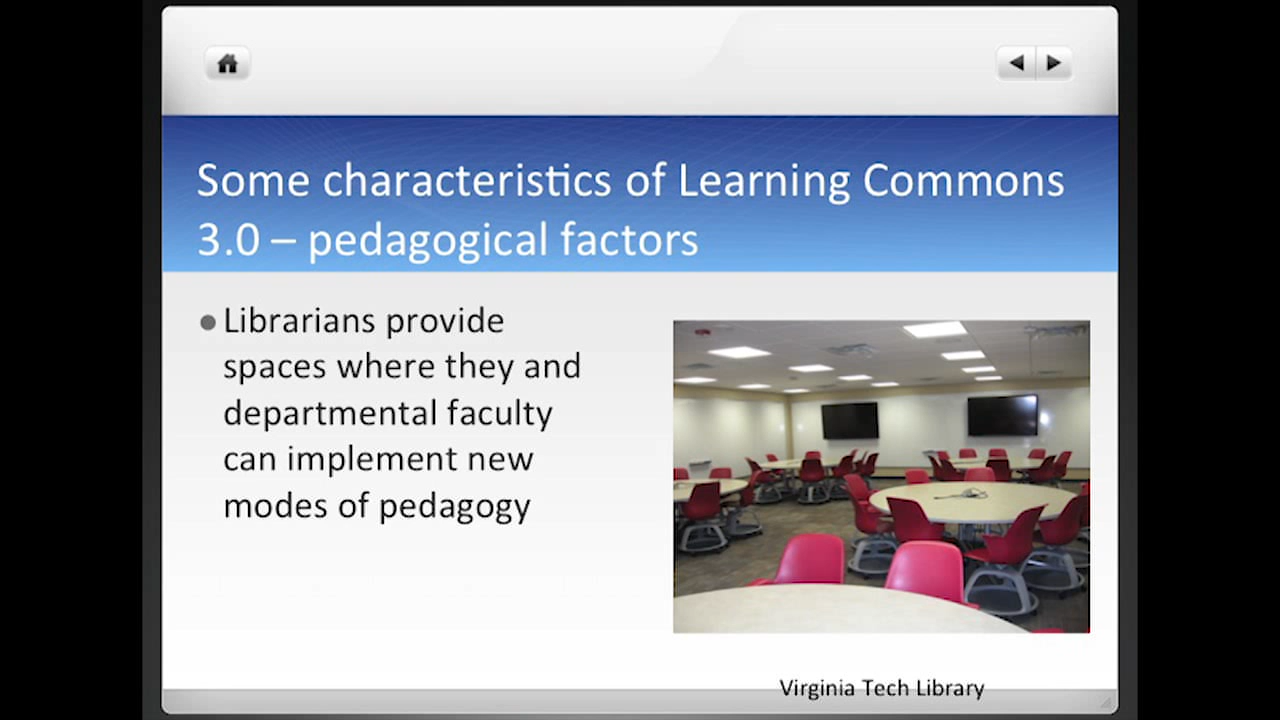 Some characteristics of Learning Commons
3.0 – pedagogical factors
Librarians provide
spaces where they and
departmental faculty
can implement new
modes of pedagogy
Virginia Tech Library